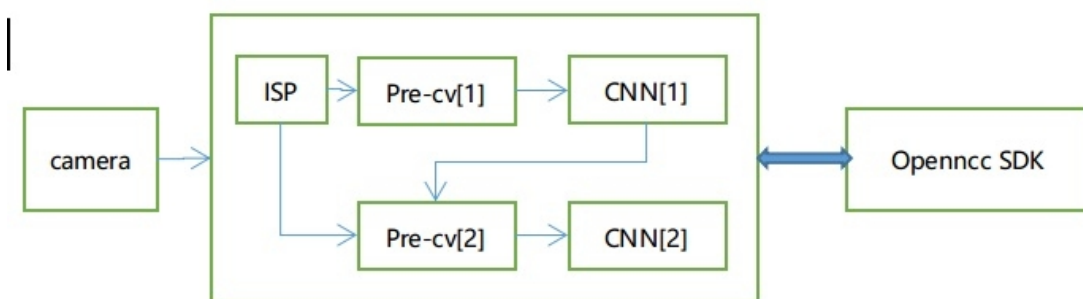 ISP
Pre-cv[1]
CNN[1]
camera
Openncc SDK
Pre-cv[2]
CNN[2]